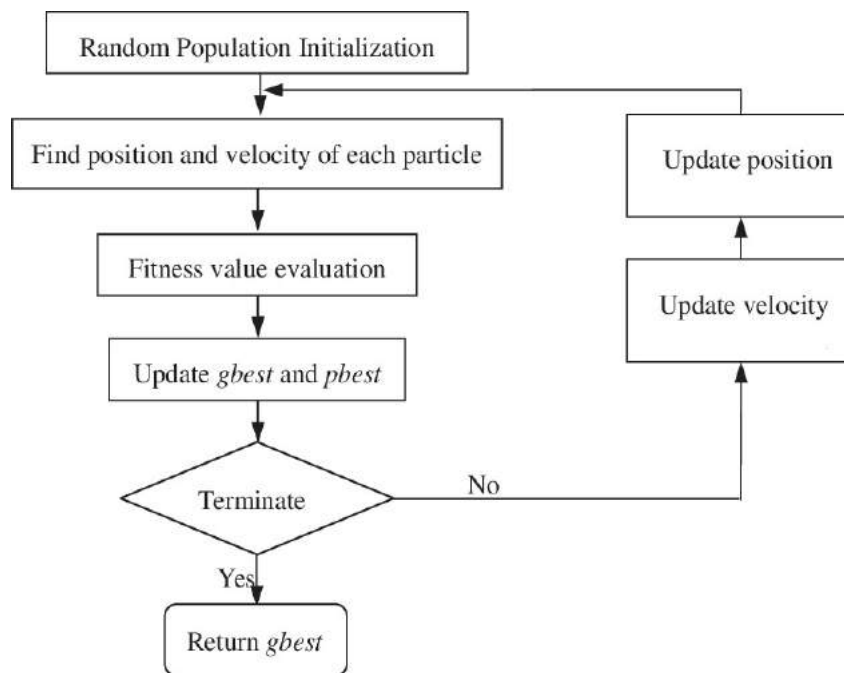 Random Population Initialization
Find position and velocity of each particle
Update position
Fitness value evaluation
Update velocity
Update gbest and pbest
Terminate
No
Yes
Return gbest